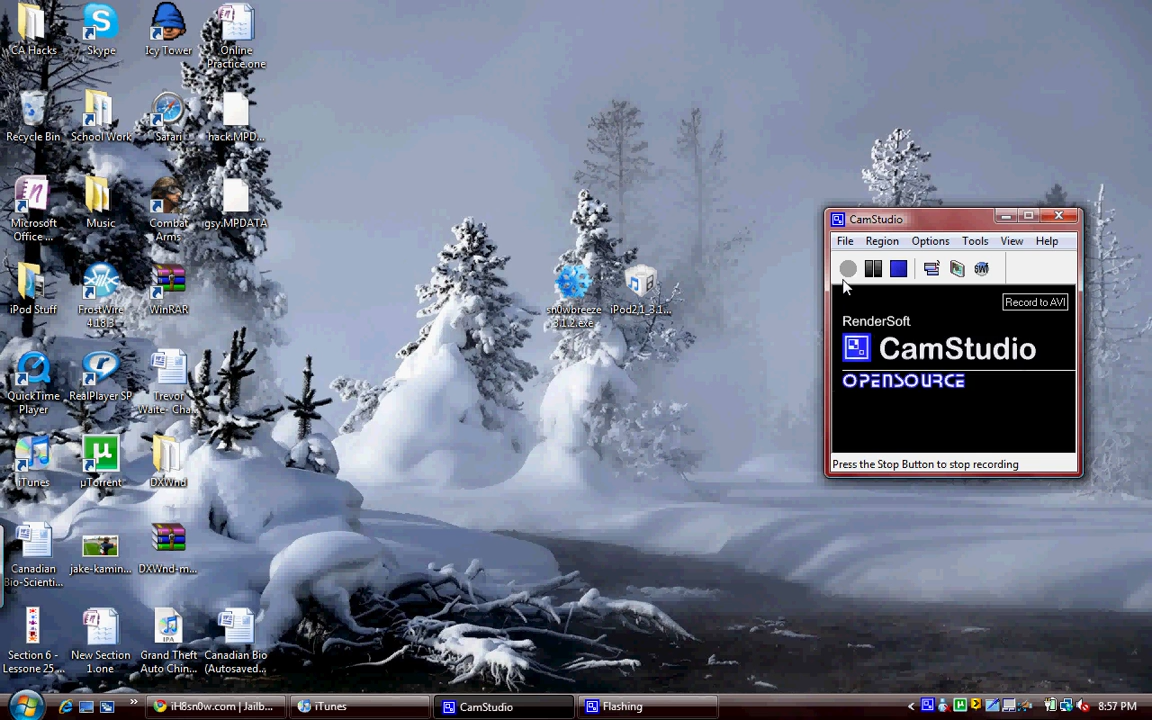 CA Hacks
Skype
Icy Tower
Online
Practice.one
Recycle Bin
School Work
Safari
hack.MPD...
Microsoft
Office ...
Music
Combat
Arms
igsy.MPDATA
iPod Stuff
FrostWire
4.18.3
WinRAR
sn0wbreeze
3.1.2.exe
iPod2,1_3.1...
QuickTime
Player
RealPlayer SP
Trevor
Waite- Cha...
iTunes
µTorrent
DXWnd
Canadian
Bio-Scienti...
jake-kamin...
DXWnd-m...
Section 6 -
Lessone 25...
New Section
1.one
Grand Theft
Auto Chin...
Canadian Bio
(Autosaved...
CamStudio
File Region Options Tools View Help
Record to AVI
RenderSoft
CamStudio
OPENSOURCE
Press the Stop Button to stop recording
iH8sn0w.com | Jailb...
iTunes
CamStudio
Flashing
8:57 PM